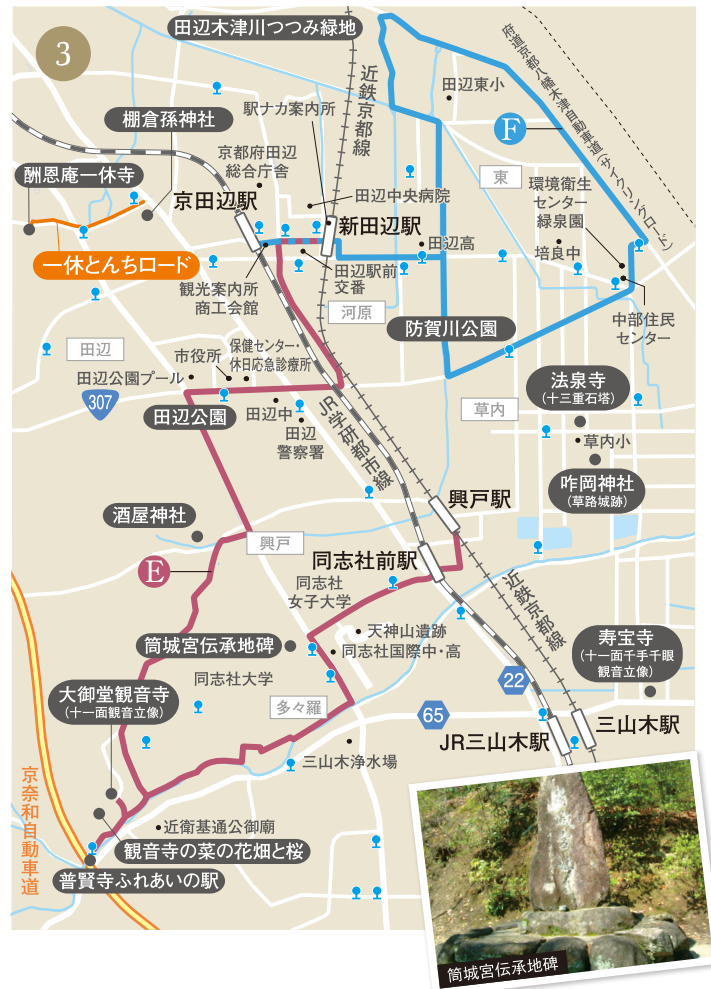 3
田辺木津川つつみ緑地
近鉄京都線
駅ナカ案内所
田辺東小
府道京都八幡木津自動車道(サイクリングロード)
F
棚倉孫神社
京都府田辺
総合庁舎
東
酬恩庵一休寺
田辺中央病院
環境衛生
センター
緑泉園
京田辺駅
新田辺駅
田辺高
培良中
一休とんちロード
観光案内所
商工会館
田辺駅前
交番
河原
中部住民
センター
防賀川公園
田辺
市役所
保健センター・
休日応急診療所
田辺公園プール
法泉寺
(十三重石塔)
307
田辺公園
田辺中
田辺
警察署
JR学研都市線
草内
草内小
咋岡神社
(草路城跡)
酒屋神社
興戸駅
興戸
同志社前駅
E
同志社
女子大学
近鉄京都線
天神山遺跡
筒城宮伝承地碑
同志社国際中・高
寿宝寺
(十一面千手千眼
観音立像)
同志社大学
22
大御堂観音寺
(十一面観音立像)
多々羅
65
三山木駅
JR三山木駅
三山木浄水場
京奈和自動車道
近衛基通公御廟
観音寺の菜の花畑と桜
普賢寺ふれあいの駅
筒城宮伝承地碑